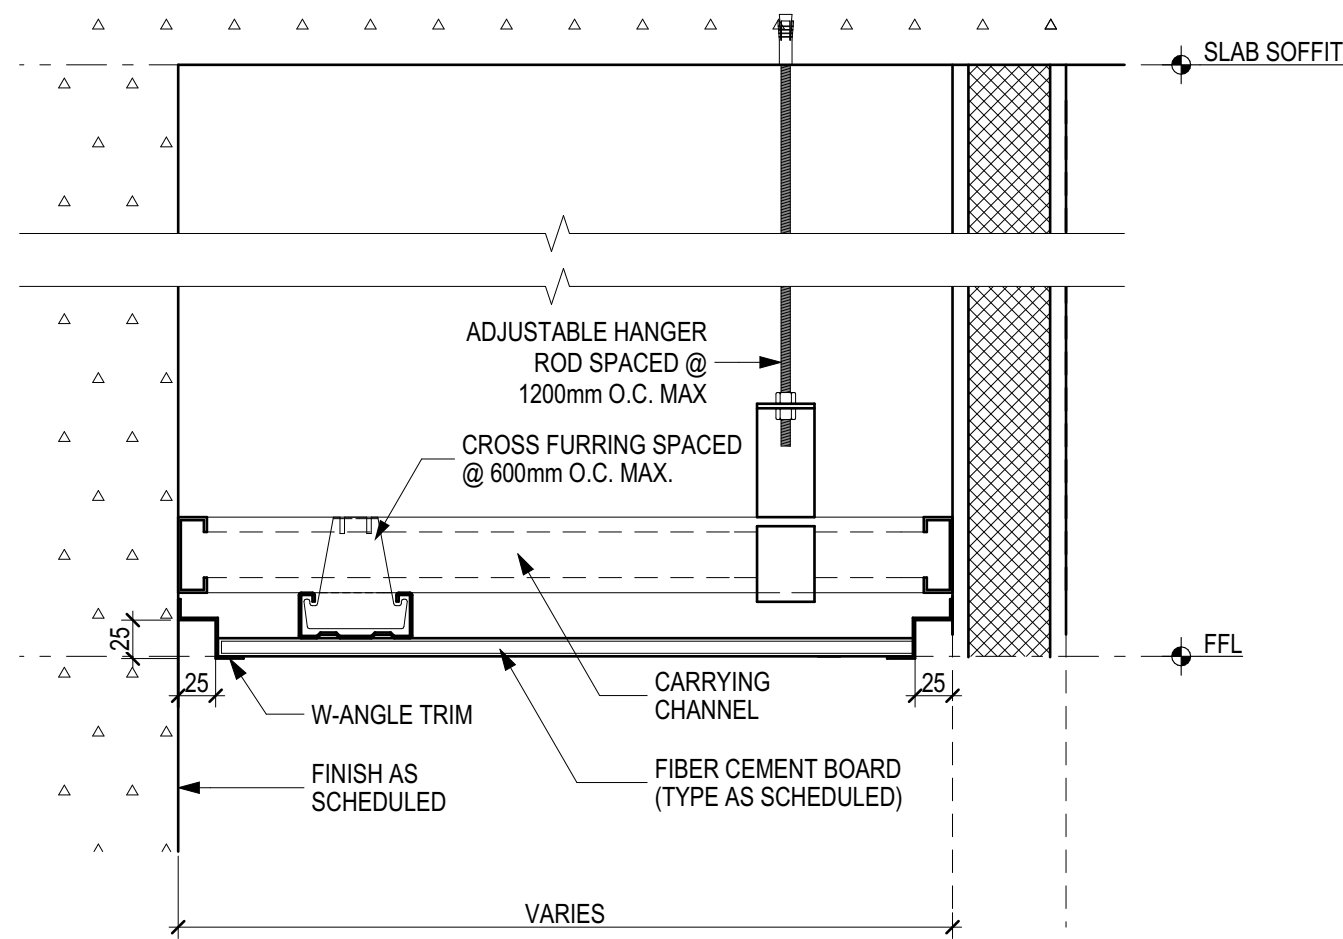 SLAB SOFFIT
ADJUSTABLE HANGER
ROD SPACED @
1200mm O.C. MAX
CROSS FURRING SPACED
@ 600mm O.C. MAX.
25
FFL
25
25
W-ANGLE TRIM
CARRYING
CHANNEL
FINISH AS
SCHEDULED
FIBER CEMENT BOARD
(TYPE AS SCHEDULED)
VARIES